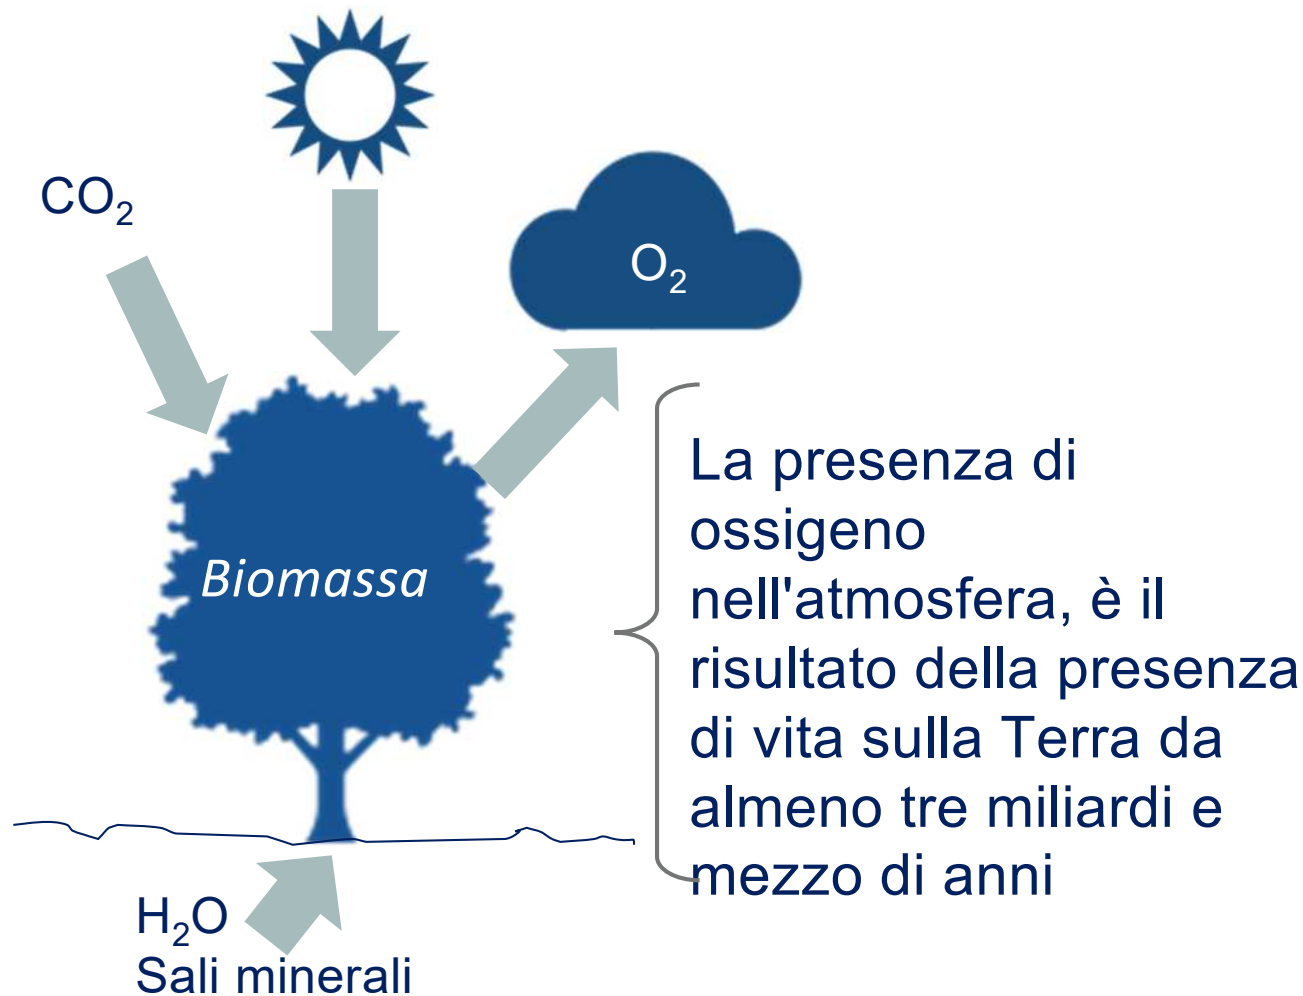 CO₂
O₂
Biomassa
La presenza di
ossigeno
nell'atmosfera, è il
risultato della presenza
di vita sulla Terra da
almeno tre miliardi e
mezzo di anni
H₂O
Sali minerali